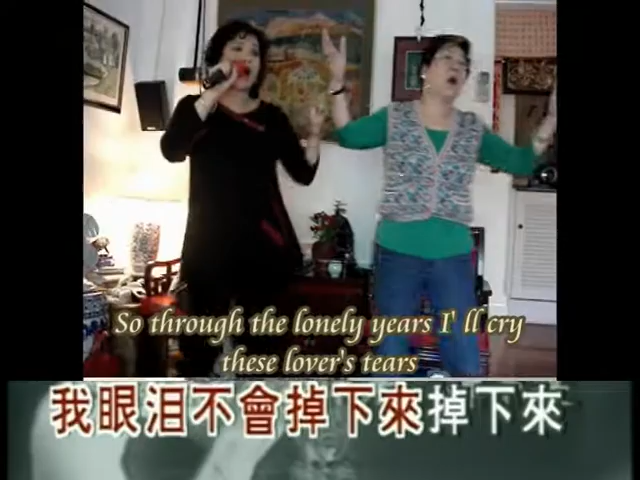 So through the lonely years I'll cry
these lover's tears
我眼泪不會掉下來掉下來